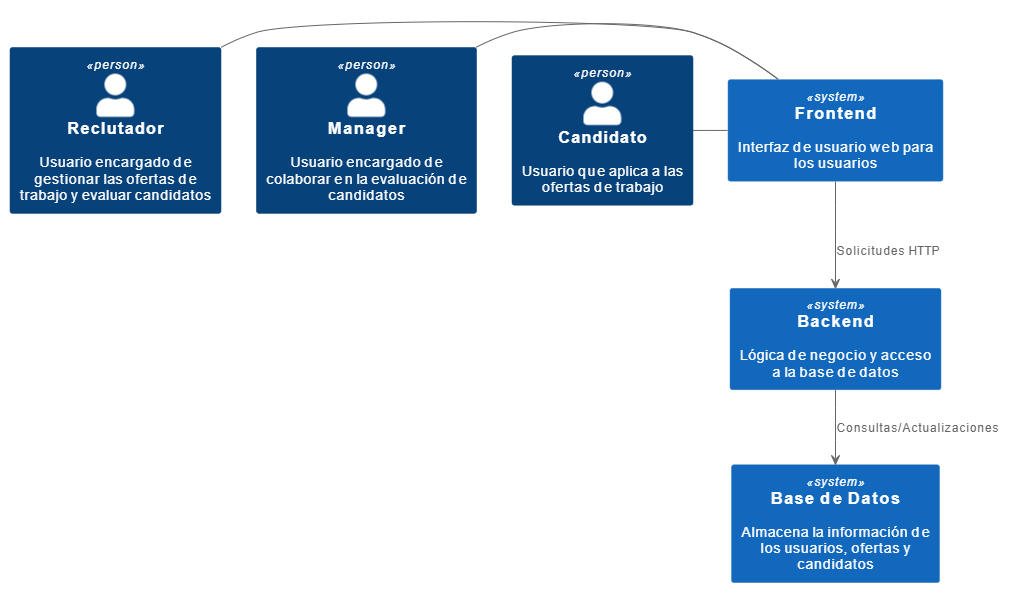 «person»
Reclutador
Usuario encargado de
gestionar las ofertas de
trabajo y evaluar candidatos
«person»
Manager
Usuario encargado de
colaborar en la evaluación de
candidatos
«person»
Candidato
Usuario que aplica a las
ofertas de trabajo
«system»
Frontend
Interfaz de usuario web para
los usuarios
Solicitudes HTTP
«system»
Backend
Lógica de negocio y acceso
a la base de datos
Consultas/Actualizaciones
«system»
Base de Datos
Almacena la información de
los usuarios, ofertas y
candidatos